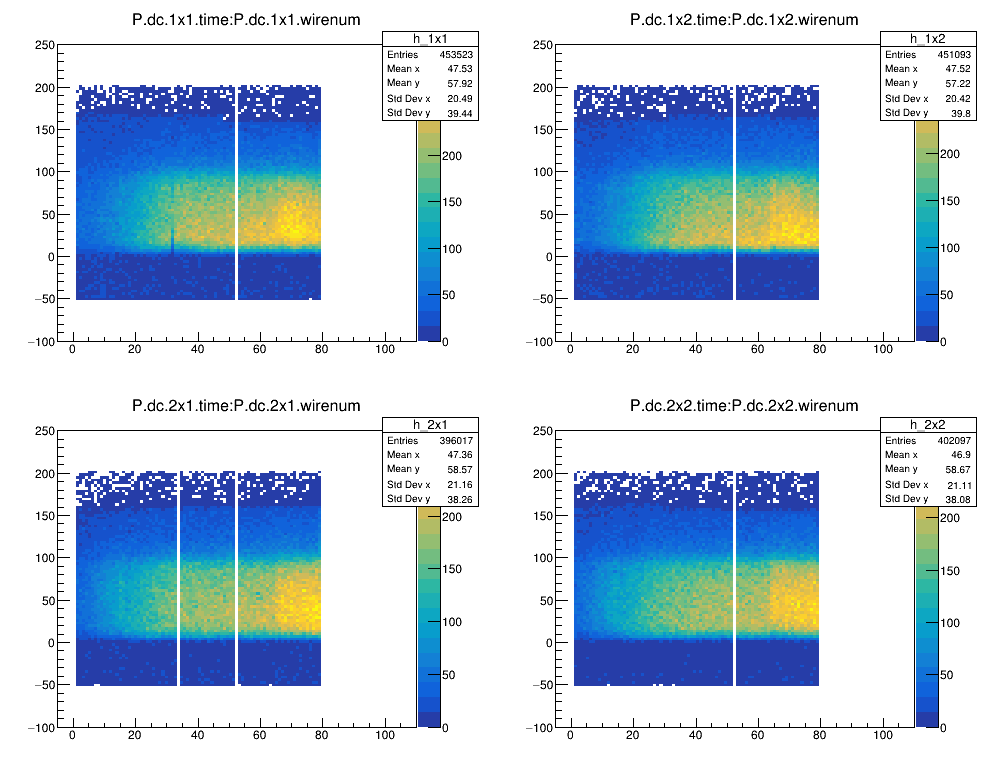 P.dc.1x1.time:P.dc.1x1.wirenum
h_1x1
Entries 453523
Mean x 47.53
Mean y 57.92
Std Dev x 20.49
Std Dev y 39.44
250
200
150
100
50
0
−50
−100
0 20 40 60 80 100
200
150
100
50
0
P.dc.1x2.time:P.dc.1x2.wirenum
h_1x2
Entries 451093
Mean x 47.52
Mean y 57.22
Std Dev x 20.42
Std Dev y 39.8
250
200
150
100
50
0
−50
−100
0 20 40 60 80 100
200
150
100
50
0
P.dc.2x1.time:P.dc.2x1.wirenum
h_2x1
Entries 396017
Mean x 47.36
Mean y 58.57
Std Dev x 21.16
Std Dev y 38.26
250
200
150
100
50
0
−50
−100
0 20 40 60 80 100
200
150
100
50
0
P.dc.2x2.time:P.dc.2x2.wirenum
h_2x2
Entries 402097
Mean x 46.9
Mean y 58.67
Std Dev x 21.11
Std Dev y 38.08
250
200
150
100
50
0
−50
−100
0 20 40 60 80 100
200
150
100
50
0